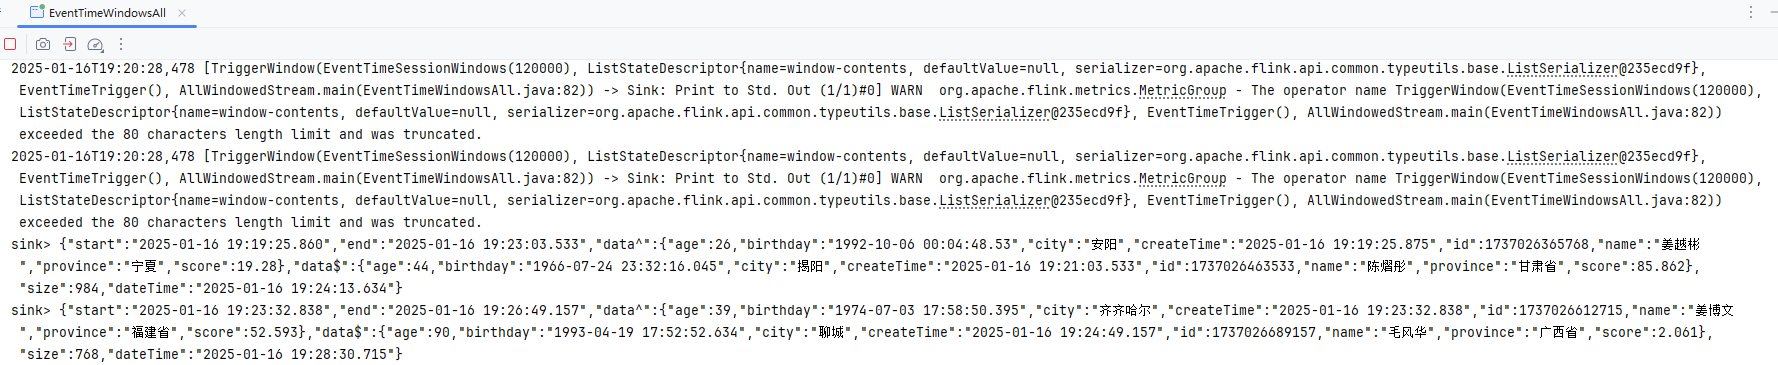 EventTimeWindowsAll
2025-01-16T19:20:28,478 [TriggerWindow(EventTimeSessionWindows(120000), ListStateDescriptor{name=window-contents, defaultValue=null, serializer=org.apache.flink.api.common.typeutils.base.ListSerializer@235ecd9f},
EventTimeTrigger(), AllWindowedStream.main(EventTimeWindowsAll.java:82)) -> Sink: Print to Std. Out (1/1)#0] WARN  org.apache.flink.metrics.MetricGroup - The operator name TriggerWindow(EventTimeSessionWindows(120000),
ListStateDescriptor{name=window-contents, defaultValue=null, serializer=org.apache.flink.api.common.typeutils.base.ListSerializer@235ecd9f}, EventTimeTrigger(), AllWindowedStream.main(EventTimeWindowsAll.java:82))
exceeded the 80 characters length limit and was truncated.
2025-01-16T19:20:28,478 [TriggerWindow(EventTimeSessionWindows(120000), ListStateDescriptor{name=window-contents, defaultValue=null, serializer=org.apache.flink.api.common.typeutils.base.ListSerializer@235ecd9f},
EventTimeTrigger(), AllWindowedStream.main(EventTimeWindowsAll.java:82)) -> Sink: Print to Std. Out (1/1)#0] WARN  org.apache.flink.metrics.MetricGroup - The operator name TriggerWindow(EventTimeSessionWindows(120000),
ListStateDescriptor{name=window-contents, defaultValue=null, serializer=org.apache.flink.api.common.typeutils.base.ListSerializer@235ecd9f}, EventTimeTrigger(), AllWindowedStream.main(EventTimeWindowsAll.java:82))
exceeded the 80 characters length limit and was truncated.
sink> {"start":"2025-01-16 19:19:25.860","end":"2025-01-16 19:23:03.533","data^":{"age":26,"birthday":"1992-10-06 00:04:48.53","city":"安阳","createTime":"2025-01-16 19:19:25.875","id":1737026365768,"name":"姜越彬
","province":"宁夏","score":19.28},"data$":{"age":44,"birthday":"1966-07-24 23:32:16.045","city":"揭阳","createTime":"2025-01-16 19:21:03.533","id":1737026463533,"name":"陈熠彤","province":"甘肃省","score":85.862},
"size":984,"dateTime":"2025-01-16 19:24:13.634"}
sink> {"start":"2025-01-16 19:23:32.838","end":"2025-01-16 19:26:49.157","data^":{"age":39,"birthday":"1974-07-03 17:58:50.395","city":"齐齐哈尔","createTime":"2025-01-16 19:23:32.838","id":1737026612715,"name":"姜博文
","province":"福建省","score":52.593},"data$":{"age":90,"birthday":"1993-04-19 17:52:52.634","city":"聊城","createTime":"2025-01-16 19:24:49.157","id":1737026689157,"name":"毛风华","province":"广西省","score":2.061},
"size":768,"dateTime":"2025-01-16 19:28:30.715"}